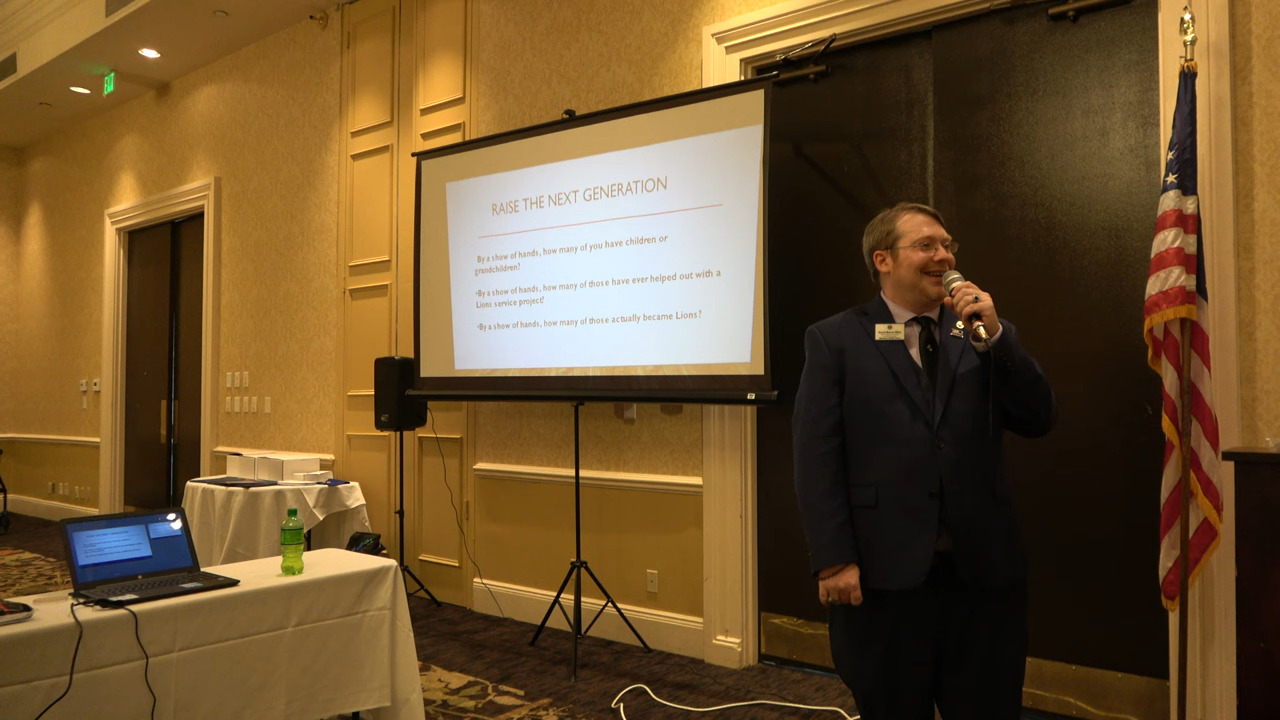 EXIT
RAISE THE NEXT GENERATION
By a show of hands, how many of you have children or
grandchildren?
•By a show of hands, how many of those have ever helped out with a
Lions service project?
•By a show of hands, how many of those actually became Lions?